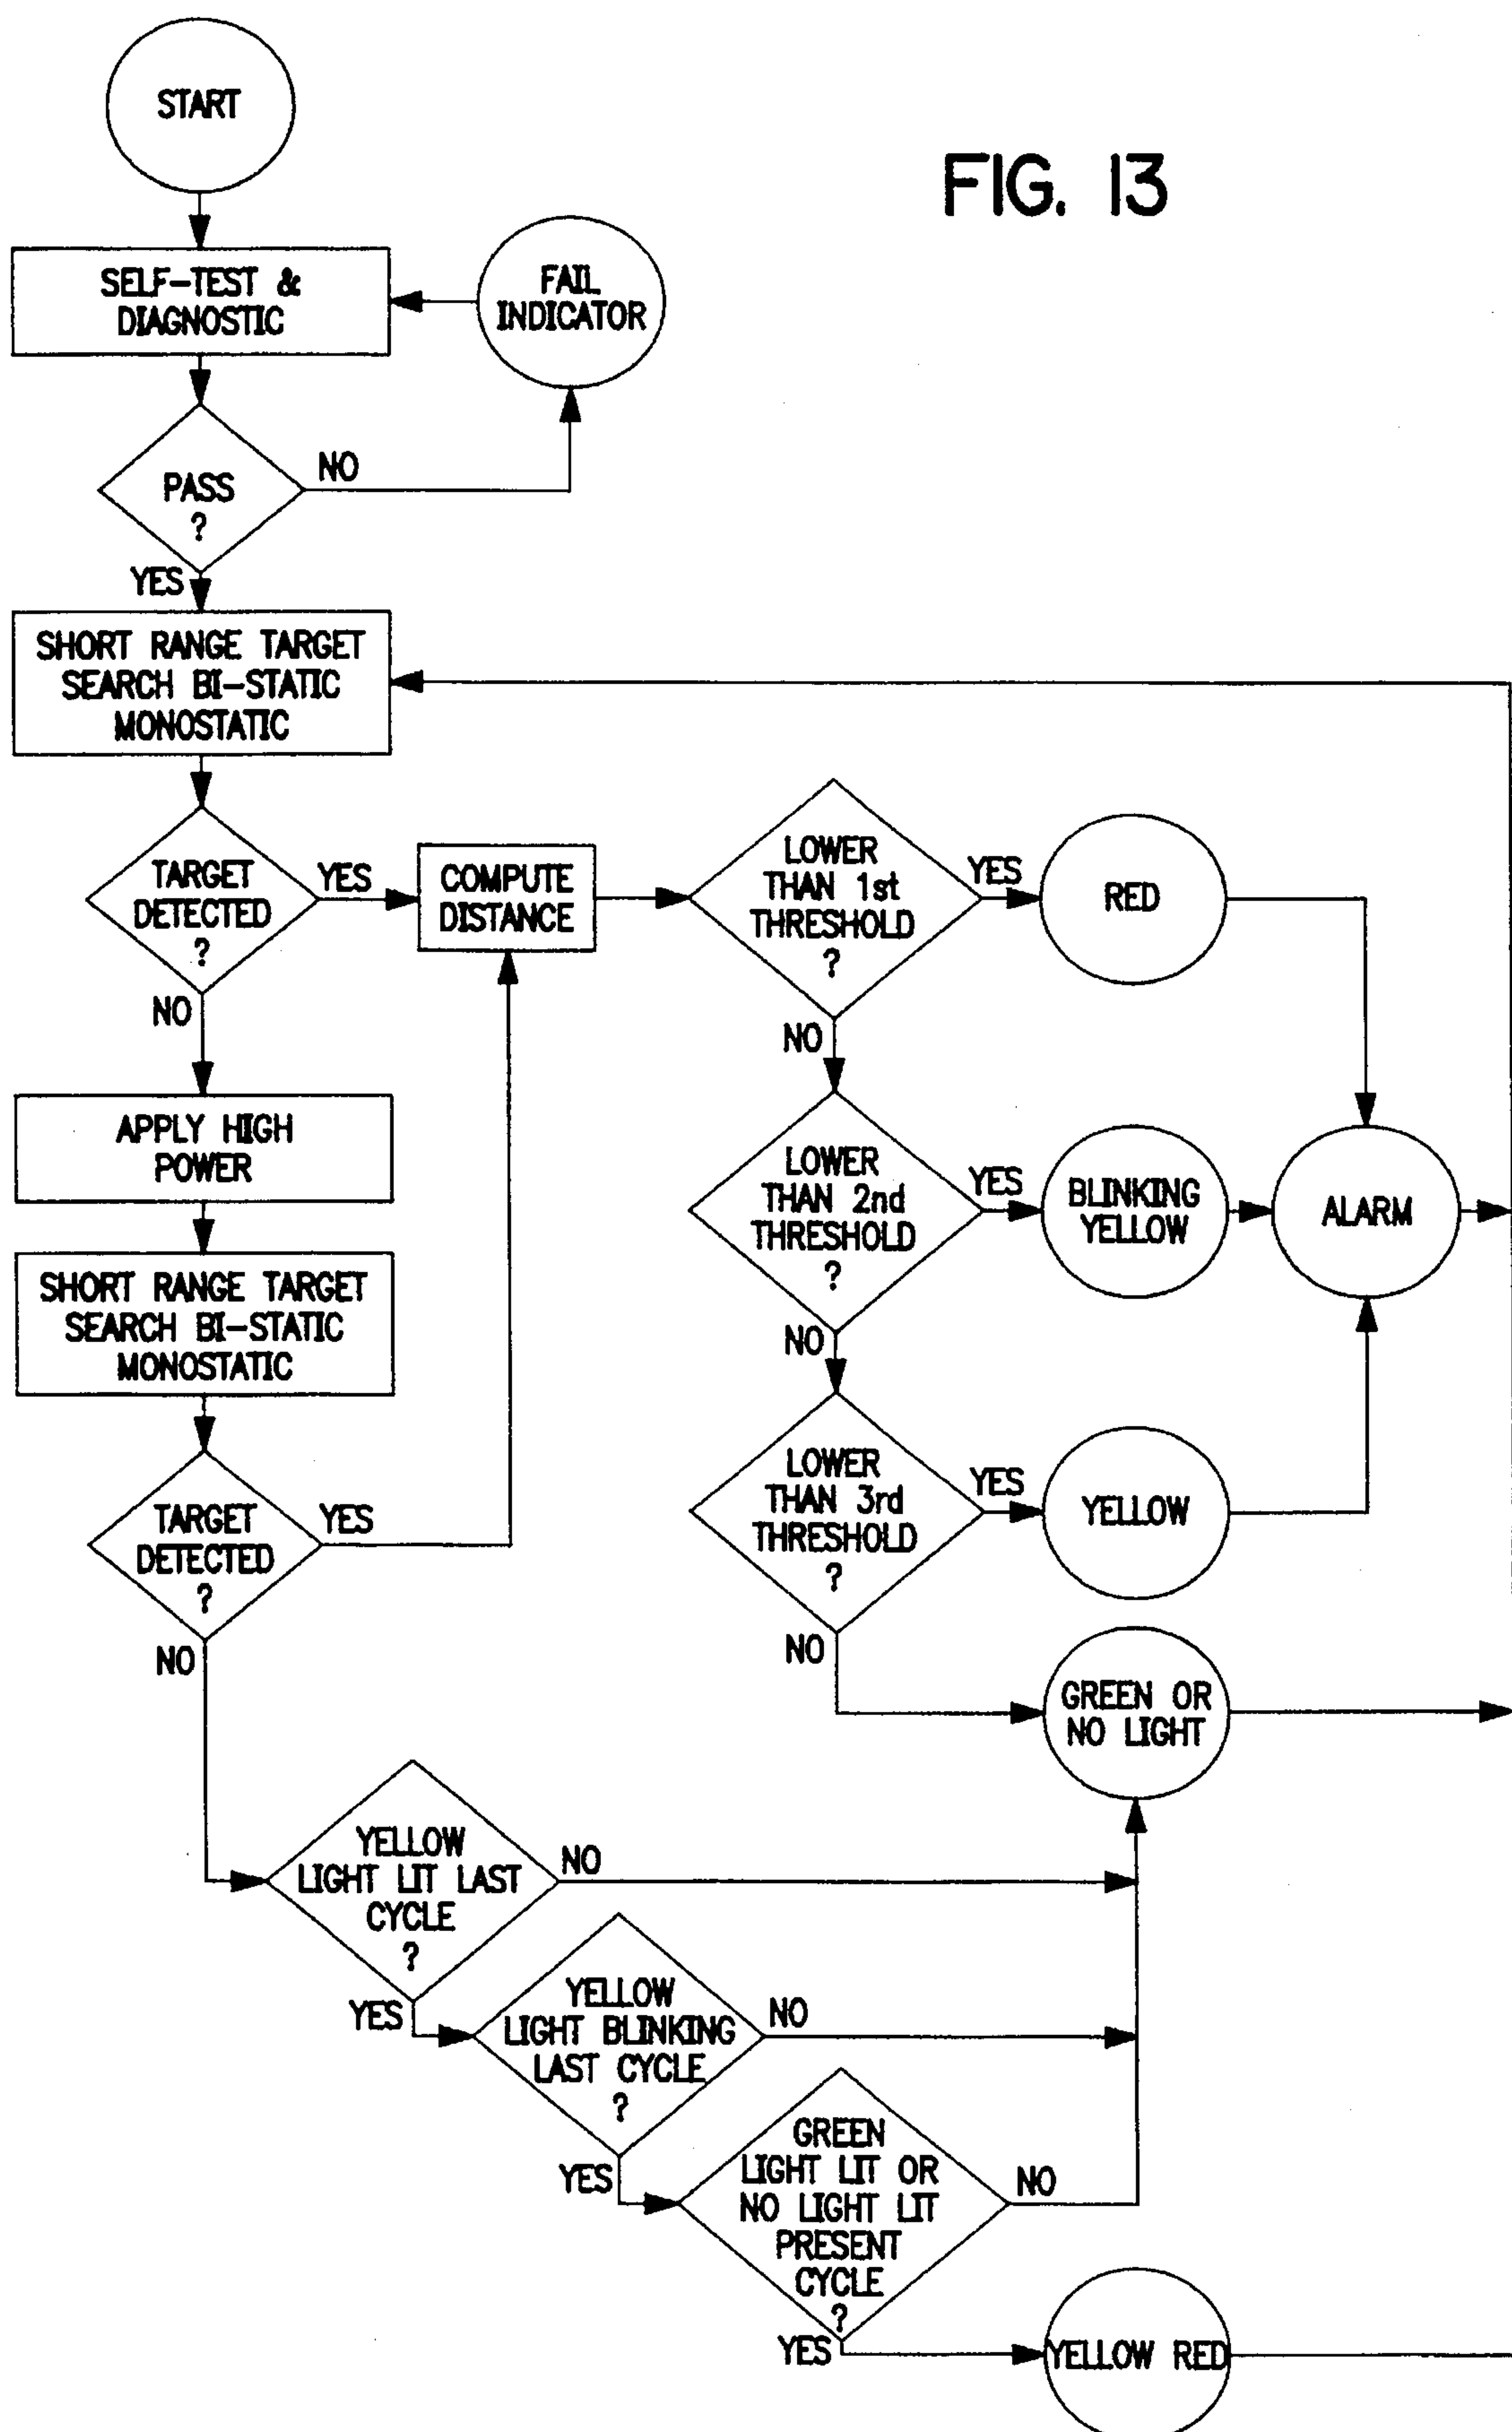 FIG. 13
START
SELF-TEST &
DIAGNOSTIC
FAIL
INDICATOR
PASS
?
NO
YES
SHORT RANGE TARGET
SEARCH BI-STATIC
MONOSTATIC
TARGET
DETECTED
?
YES
NO
COMPUTE
DISTANCE
LOWER
THAN 1st
THRESHOLD
?
YES
NO
RED
APPLY HIGH
POWER
LOWER
THAN 2nd
THRESHOLD
?
YES
NO
BLINKING
YELLOW
ALARM
SHORT RANGE TARGET
SEARCH BI-STATIC
MONOSTATIC
TARGET
DETECTED
?
YES
NO
LOWER
THAN 3rd
THRESHOLD
?
YES
NO
YELLOW
GREEN OR
NO LIGHT
YELLOW
LIGHT LIT LAST
CYCLE
?
NO
YES
YELLOW
LIGHT BLINKING
LAST CYCLE
?
NO
YES
GREEN
LIGHT LIT OR
NO LIGHT LIT
PRESENT
CYCLE
?
NO
YES
YELLOW RED